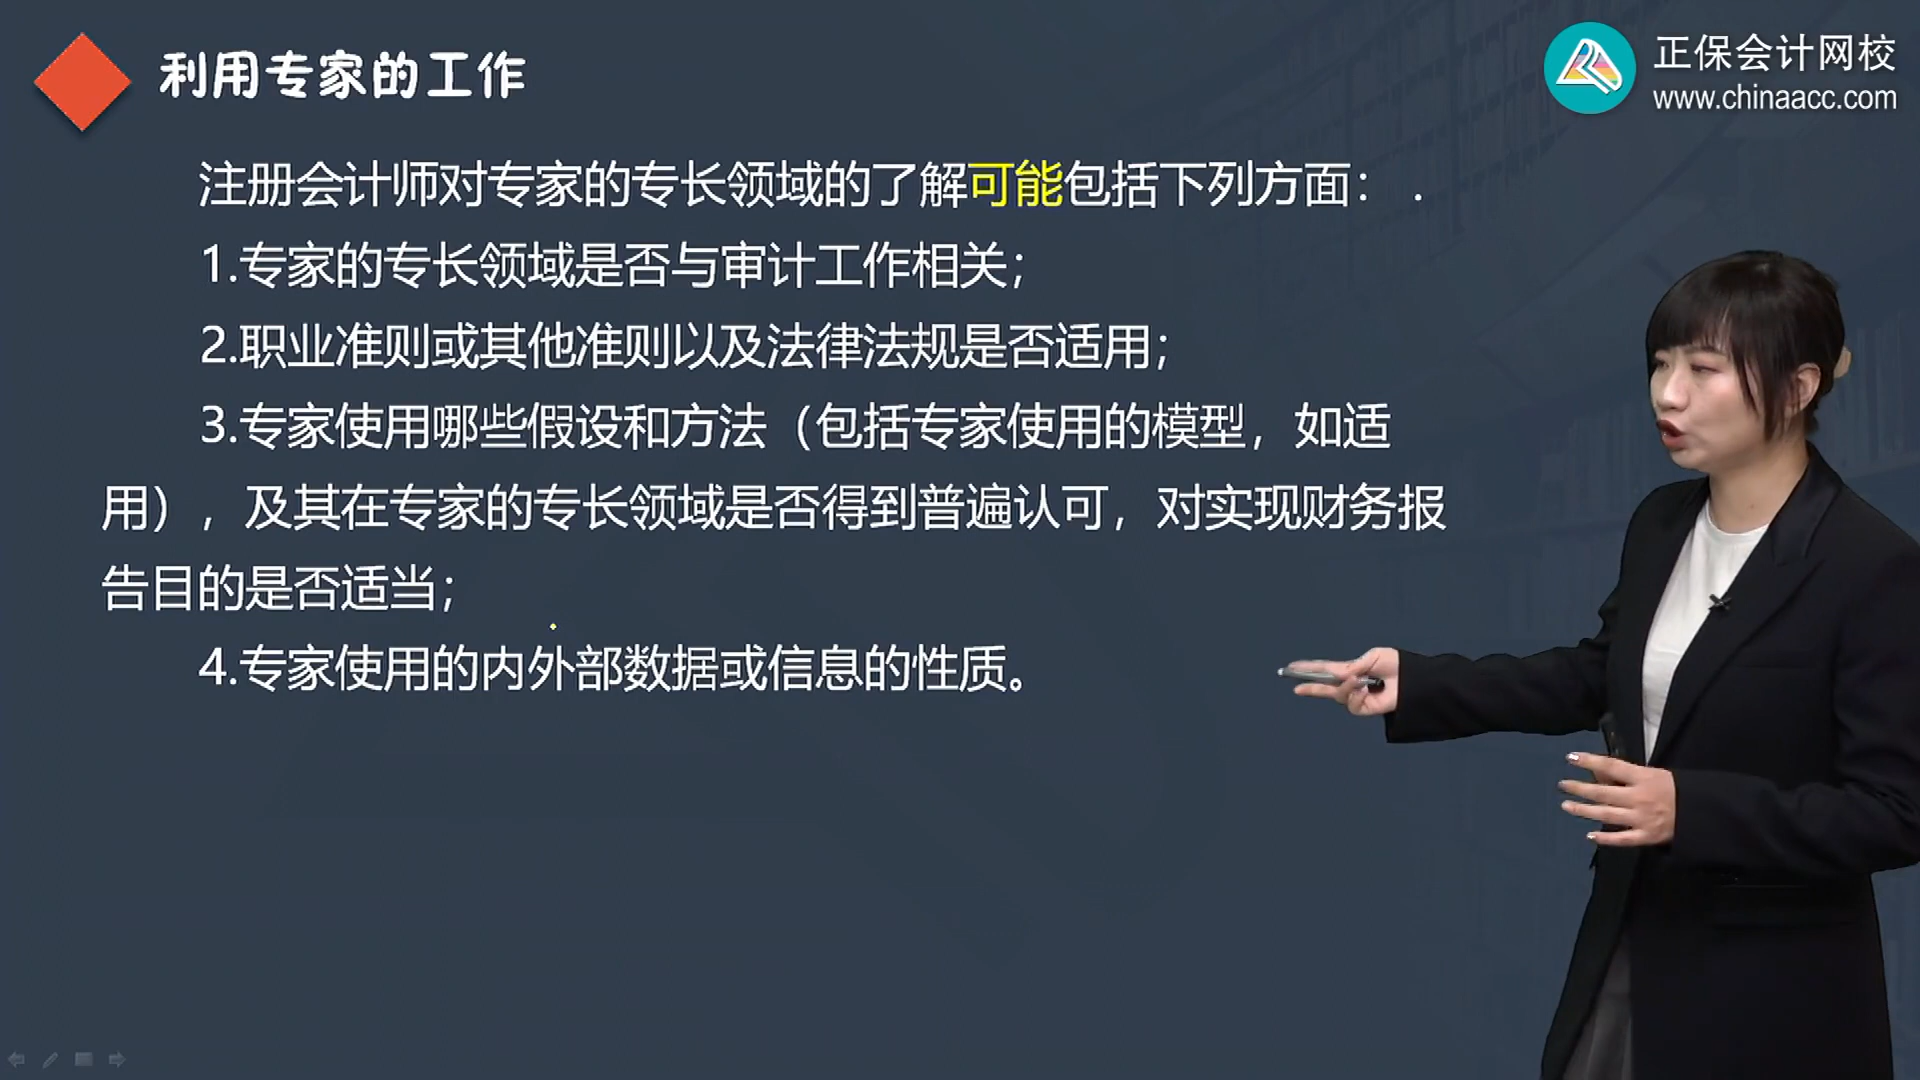 利用专家的工作
正保会计网校
www.chinaacc.com
注册会计师对专家的专长领域的了解可能包括下列方面： .
1.专家的专长领域是否与审计工作相关；
2.职业准则或其他准则以及法律法规是否适用；
3.专家使用哪些假设和方法（包括专家使用的模型，如适
用），及其在专家的专长领域是否得到普遍认可，对实现财务报
告目的是否适当；
4.专家使用的内外部数据或信息的性质。